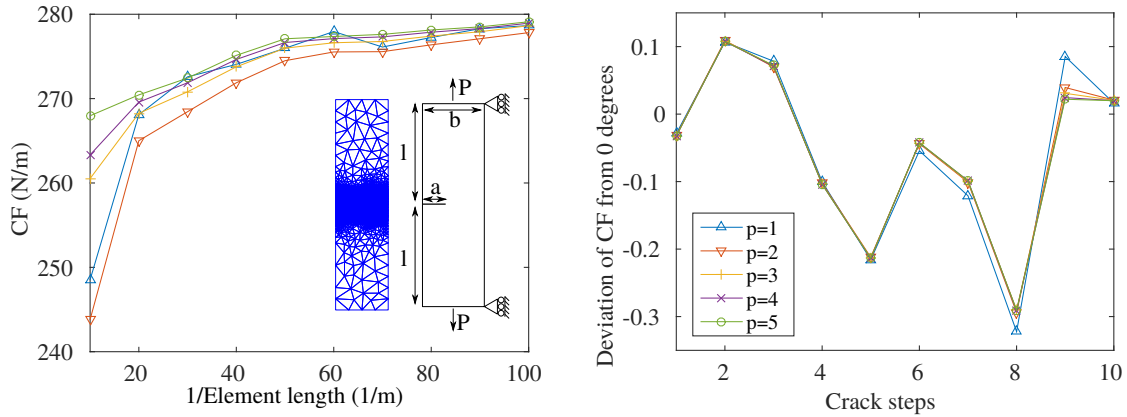 280
270
260
250
240
CF (N/m)
20
40
60
80
100
1/Element length (1/m)
P
b
l
a
l
P
0.1
0
-0.1
-0.2
-0.3
Deviation of CF from 0 degrees
p=1
p=2
p=3
p=4
p=5
2
4
6
8
10
Crack steps